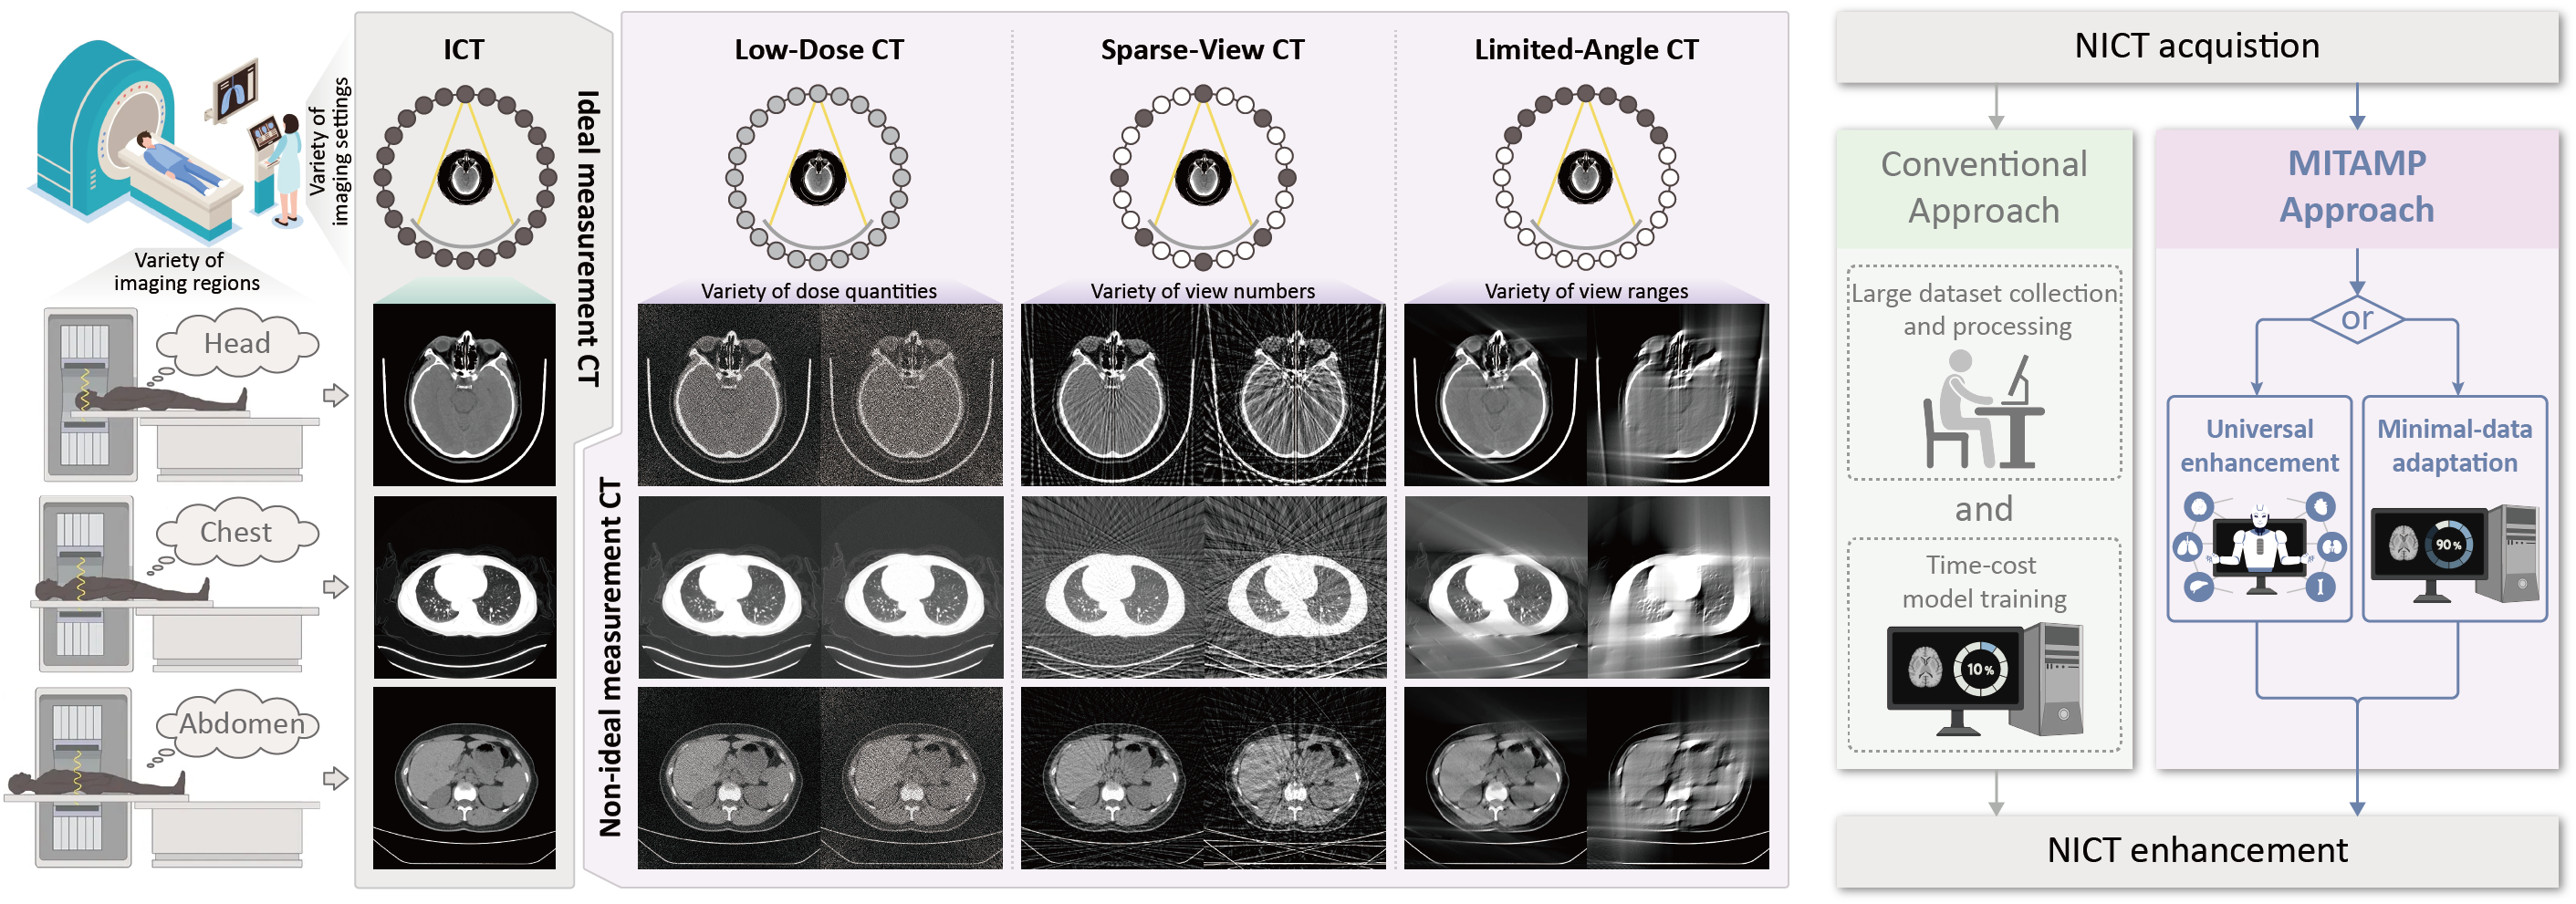 Variety of
imaging settings
Variety of
imaging regions
Head
Chest
Abdomen
ICT
Ideal measurement CT
Non-ideal measurement CT
Low-Dose CT
Variety of dose quantities
Sparse-View CT
Variety of view numbers
Limited-Angle CT
Variety of view ranges
NICT acquistion
Conventional
Approach
Large dataset collection
and processing
and
Time-cost
model training
10 %
MITAMP
Approach
or
Universal
enhancement
Minimal-data
adaptation
90 %
NICT enhancement